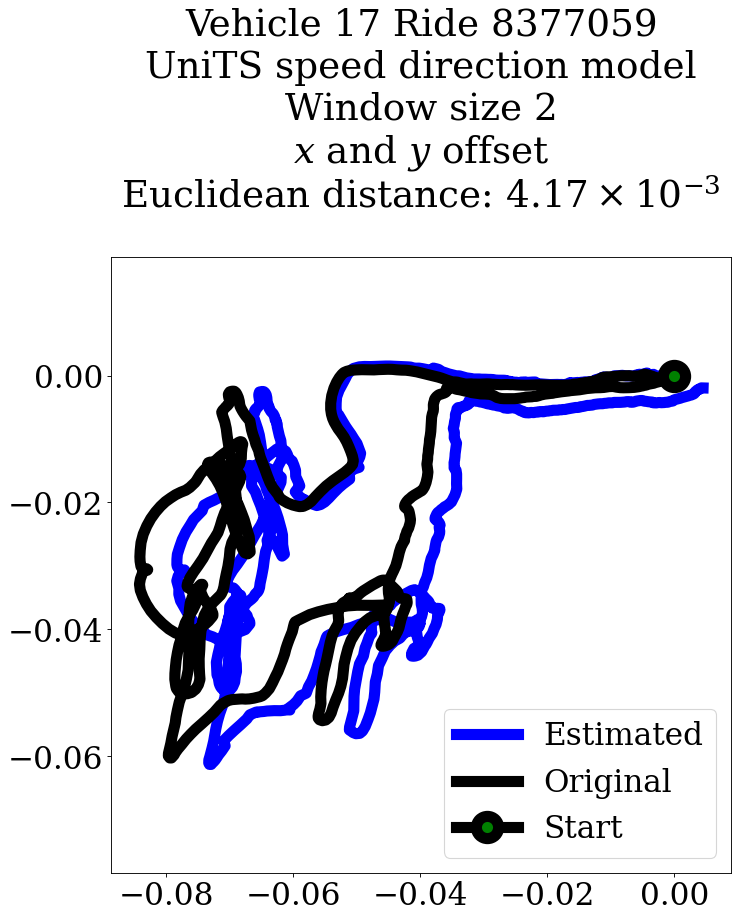 Vehicle 17 Ride 8377059
UniTS speed direction model
Window size 2
x and y offset
Euclidean distance: 4.17 × 10⁻³
0.00
−0.02
−0.04
−0.06
Estimated
Original
Start
−0.08 −0.06 −0.04 −0.02 0.00